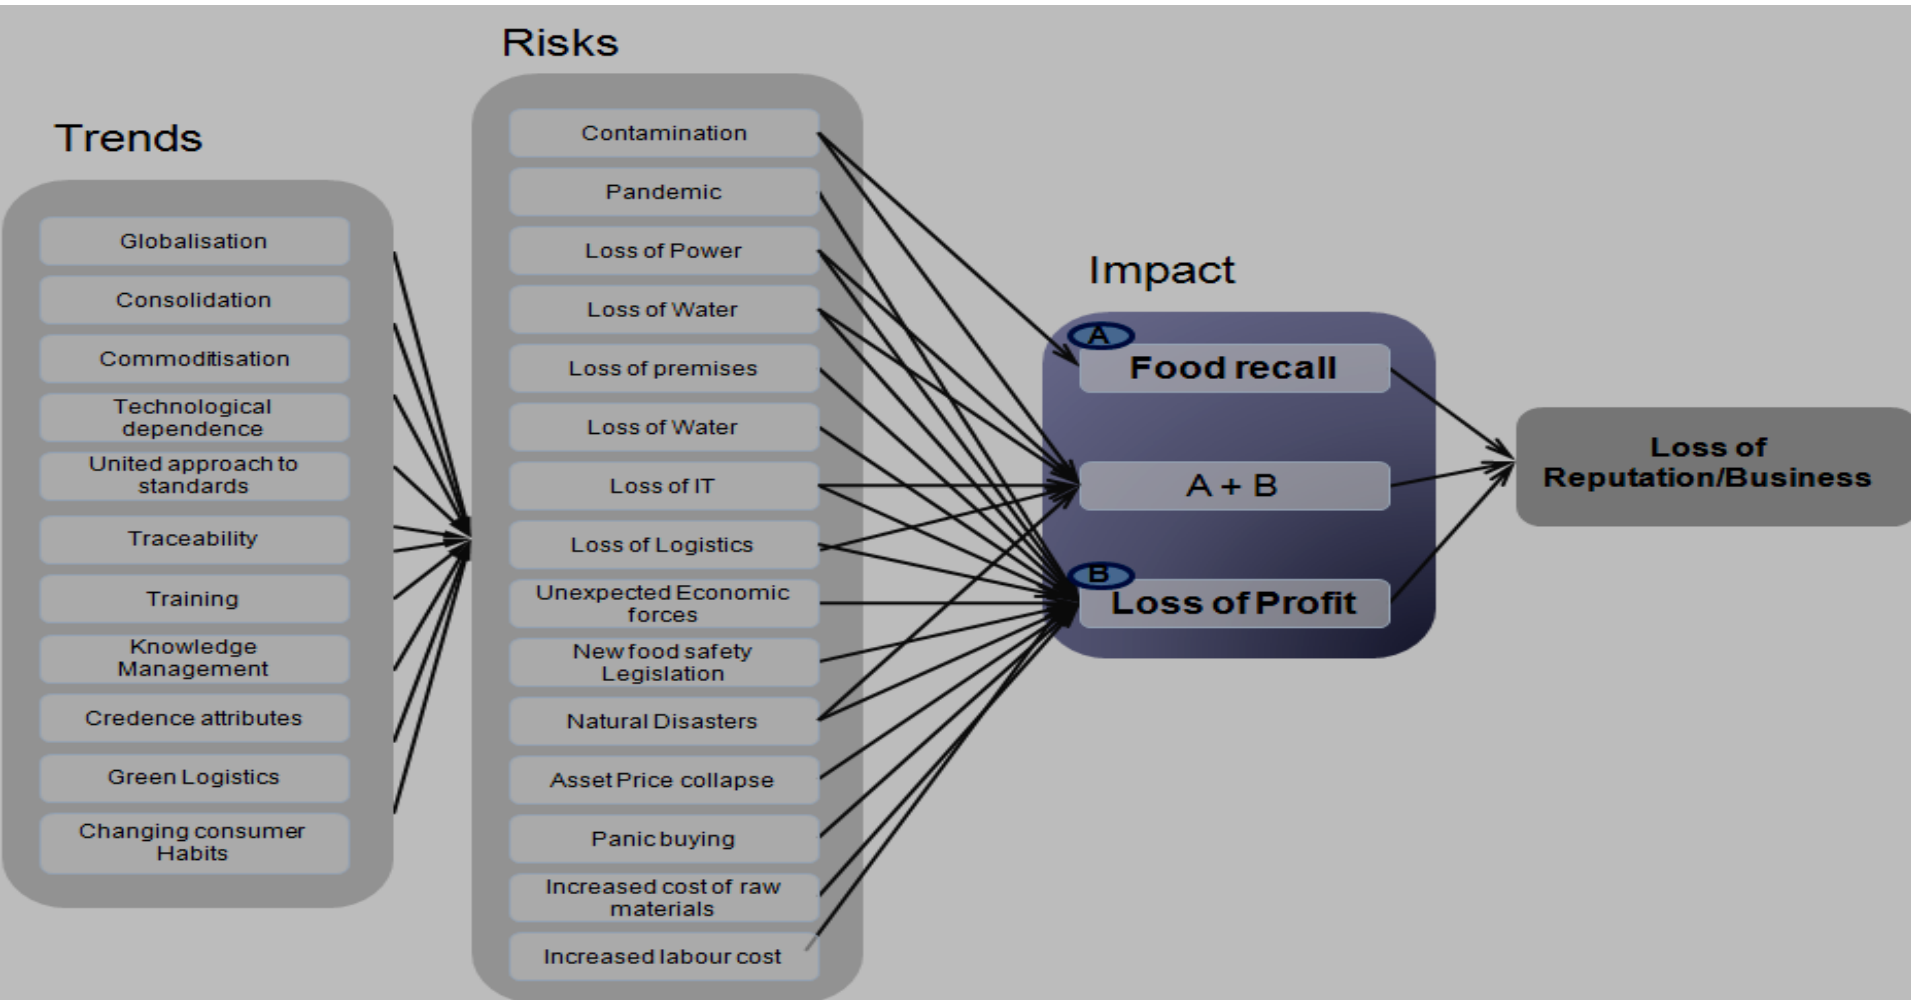 Trends
Globalisation
Consolidation
Commoditisation
Technological
dependence
United approach to
standards
Traceability
Training
Knowledge
Management
Credence attributes
Green Logistics
Changing consumer
Habits
Risks
Contamination
Pandemic
Loss of Power
Loss of Water
Loss of premises
Loss of Water
Loss of IT
Loss of Logistics
Unexpected Economic
forces
New food safety
Legislation
Natural Disasters
Asset Price collapse
Panic buying
Increased cost of raw
materials
Increased labour cost
Impact
A
Food recall
A + B
B
Loss of Profit
Loss of
Reputation/Business